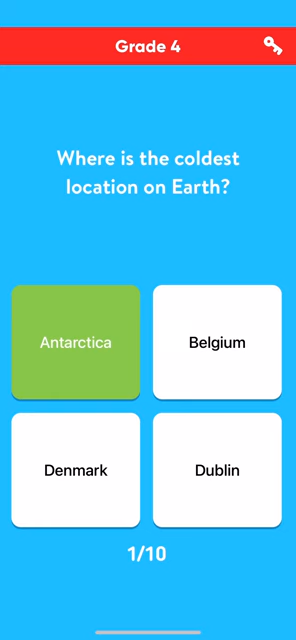 Grade 4
Where is the coldest
location on Earth?
Antarctica
Belgium
Denmark
Dublin
1/10